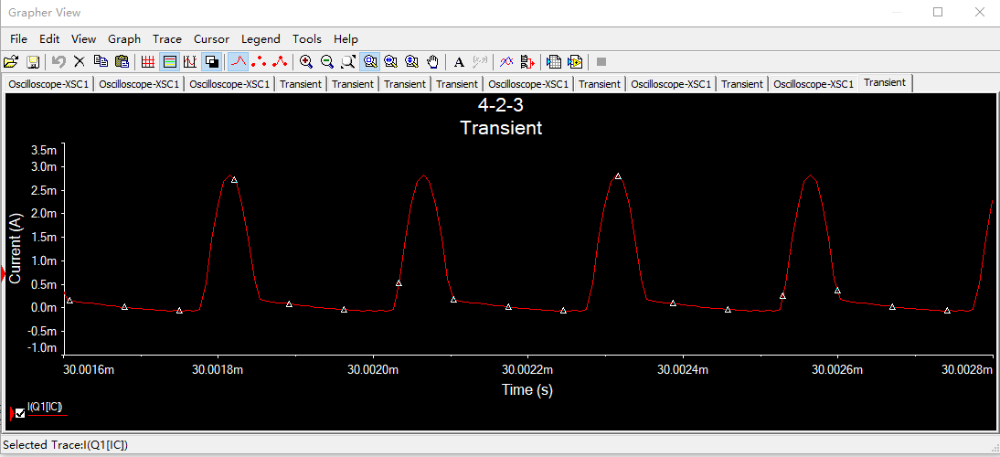 Grapher View
File Edit View Graph Trace Cursor Legend Tools Help
Oscilloscope-XSC1 Oscilloscope-XSC1 Oscilloscope-XSC1 Transient Transient Transient Transient Oscilloscope-XSC1 Transient Oscilloscope-XSC1 Transient Oscilloscope-XSC1 Transient
4-2-3
Transient
3.5m
3.0m
2.5m
2.0m
1.5m
1.0m
0.5m
0.0m
-0.5m
-1.0m
Current (A)
30.0016m 30.0018m 30.0020m 30.0022m 30.0024m 30.0026m 30.0028m
Time (s)
I(Q1[IC])
Selected Trace:I(Q1[IC])